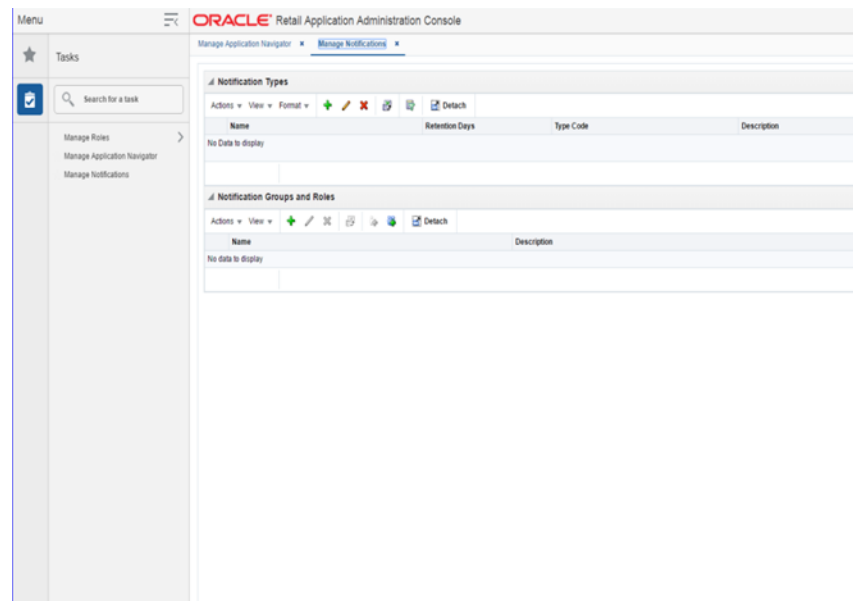 Menu
ORACLE® Retail Application Administration Console
Manage Application Navigator × Manage Notifications ×
Tasks
Search for a task
Manage Roles
Manage Application Navigator
Manage Notifications
Notification Types
Actions View Format Detach
Name Retention Days Type Code Description
No Data to display
Notification Groups and Roles
Actions View Detach
Name Description
No data to display